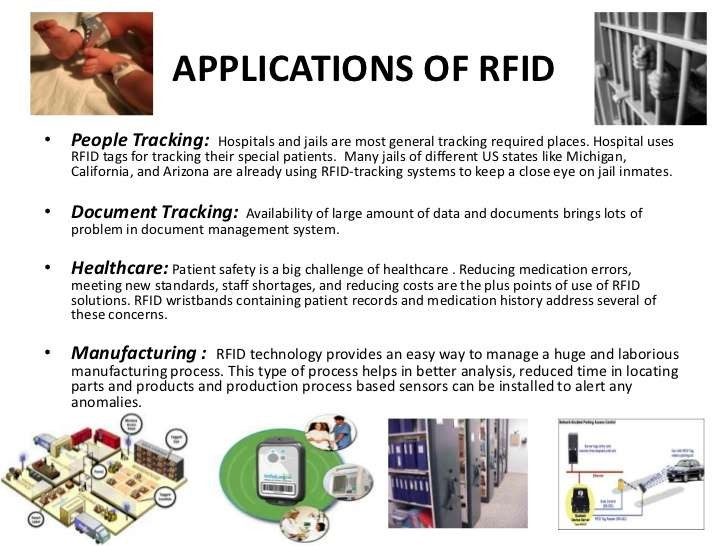 APPLICATIONS OF RFID
• People Tracking: Hospitals and jails are most general tracking required places. Hospital uses
RFID tags for tracking their special patients. Many jails of different US states like Michigan,
California, and Arizona are already using RFID-tracking systems to keep a close eye on jail inmates.
• Document Tracking: Availability of large amount of data and documents brings lots of
problem in document management system.
• Healthcare: Patient safety is a big challenge of healthcare . Reducing medication errors,
meeting new standards, staff shortages, and reducing costs are the plus points of use of RFID
solutions. RFID wristbands containing patient records and medication history address several of
these concerns.
• Manufacturing : RFID technology provides an easy way to manage a huge and laborious
manufacturing process. This type of process helps in better analysis, reduced time in locating
parts and products and production process based sensors can be installed to alert any
anomalies.
Network-Enabled Parking Access Control
Ethernet